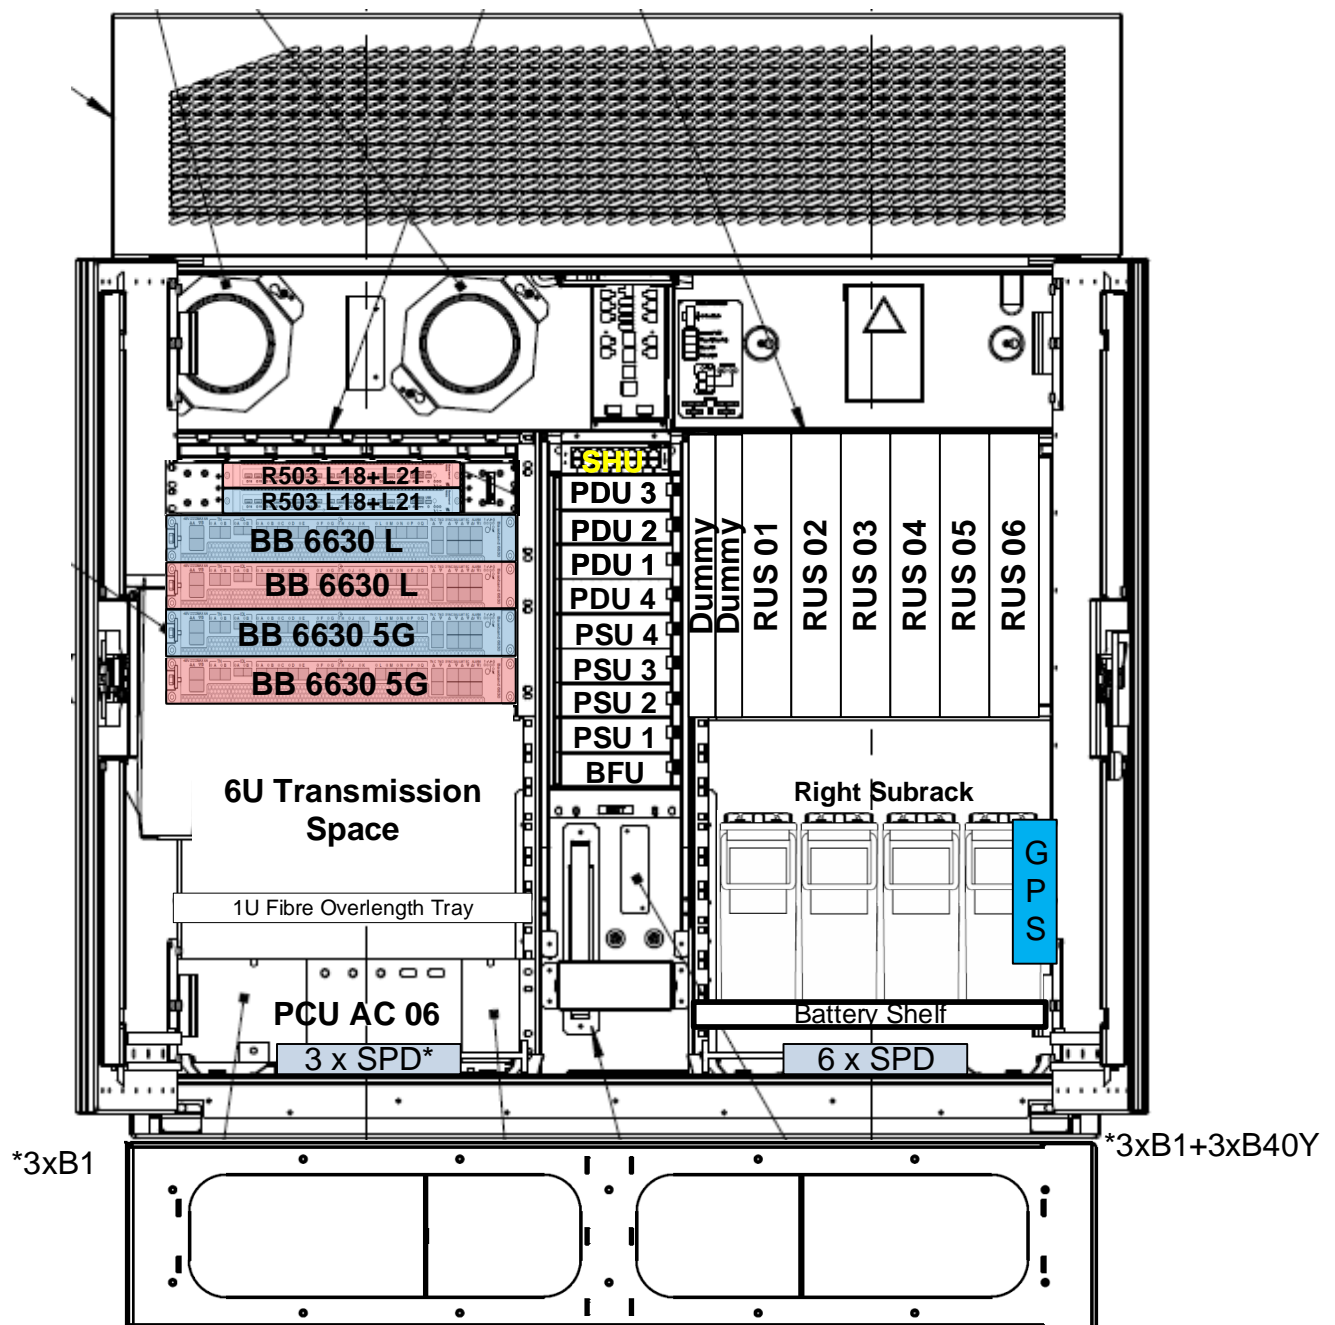 R503 L18+L21
R503 L18+L21
BB 6630 L
BB 6630 L
BB 6630 5G
BB 6630 5G
6U Transmission
Space
1U Fibre Overlength Tray
PCU AC 06
3 x SPD*
*3xB1
SHU
PDU 3
PDU 2
PDU 1
PDU 4
PSU 4
PSU 3
PSU 2
PSU 1
BFU
Dummy
Dummy
RUS 01
RUS 02
RUS 03
RUS 04
RUS 05
RUS 06
Right Subrack
G
P
S
Battery Shelf
6 x SPD
*3xB1+3xB40Y